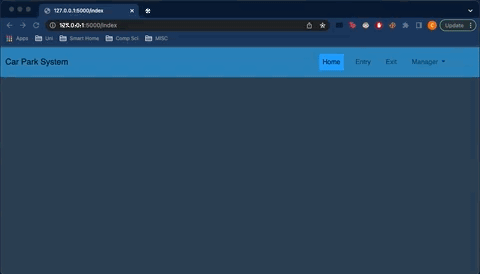 127.0.0.1:5000/index
127.0.0.1:5000/index
Update
Apps Uni Smart Home Comp Sci MISC
Car Park System Home Entry Exit Manager